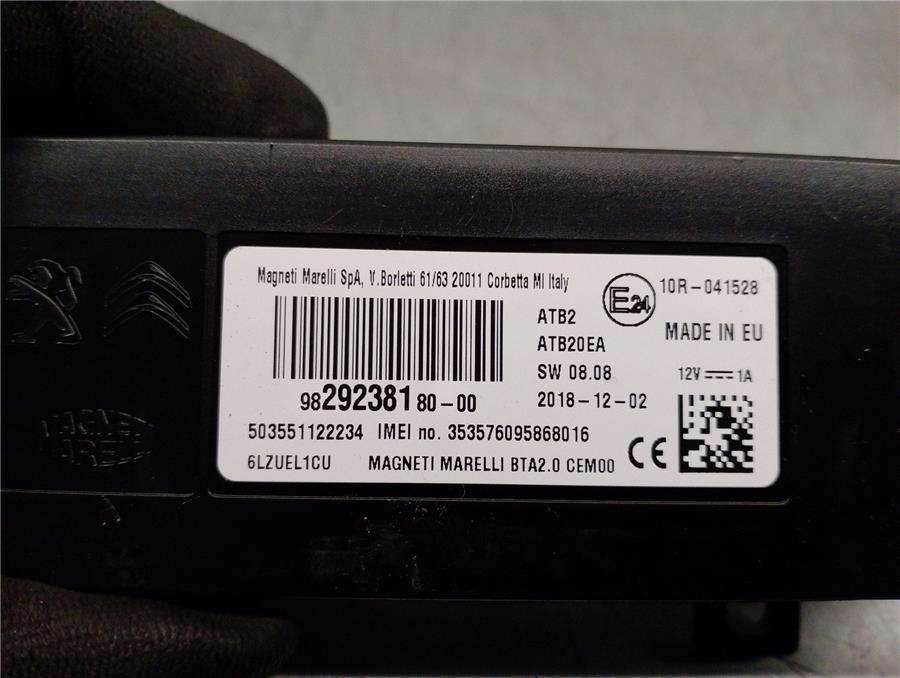 Magneti Marelli SpA, V.Borletti 61/63 20011 Corbetta MI Italy
E24
10R-041528
ATB2
ATB20EA
MADE IN EU
SW 08.08
12V 1A
9829238180-00
2018-12-02
503551122234 IMEI no. 353576095868016
CE
6LZUEL1CU MAGNETI MARELLI BTA2.0 CEM00
MAGNETI
MARELLI